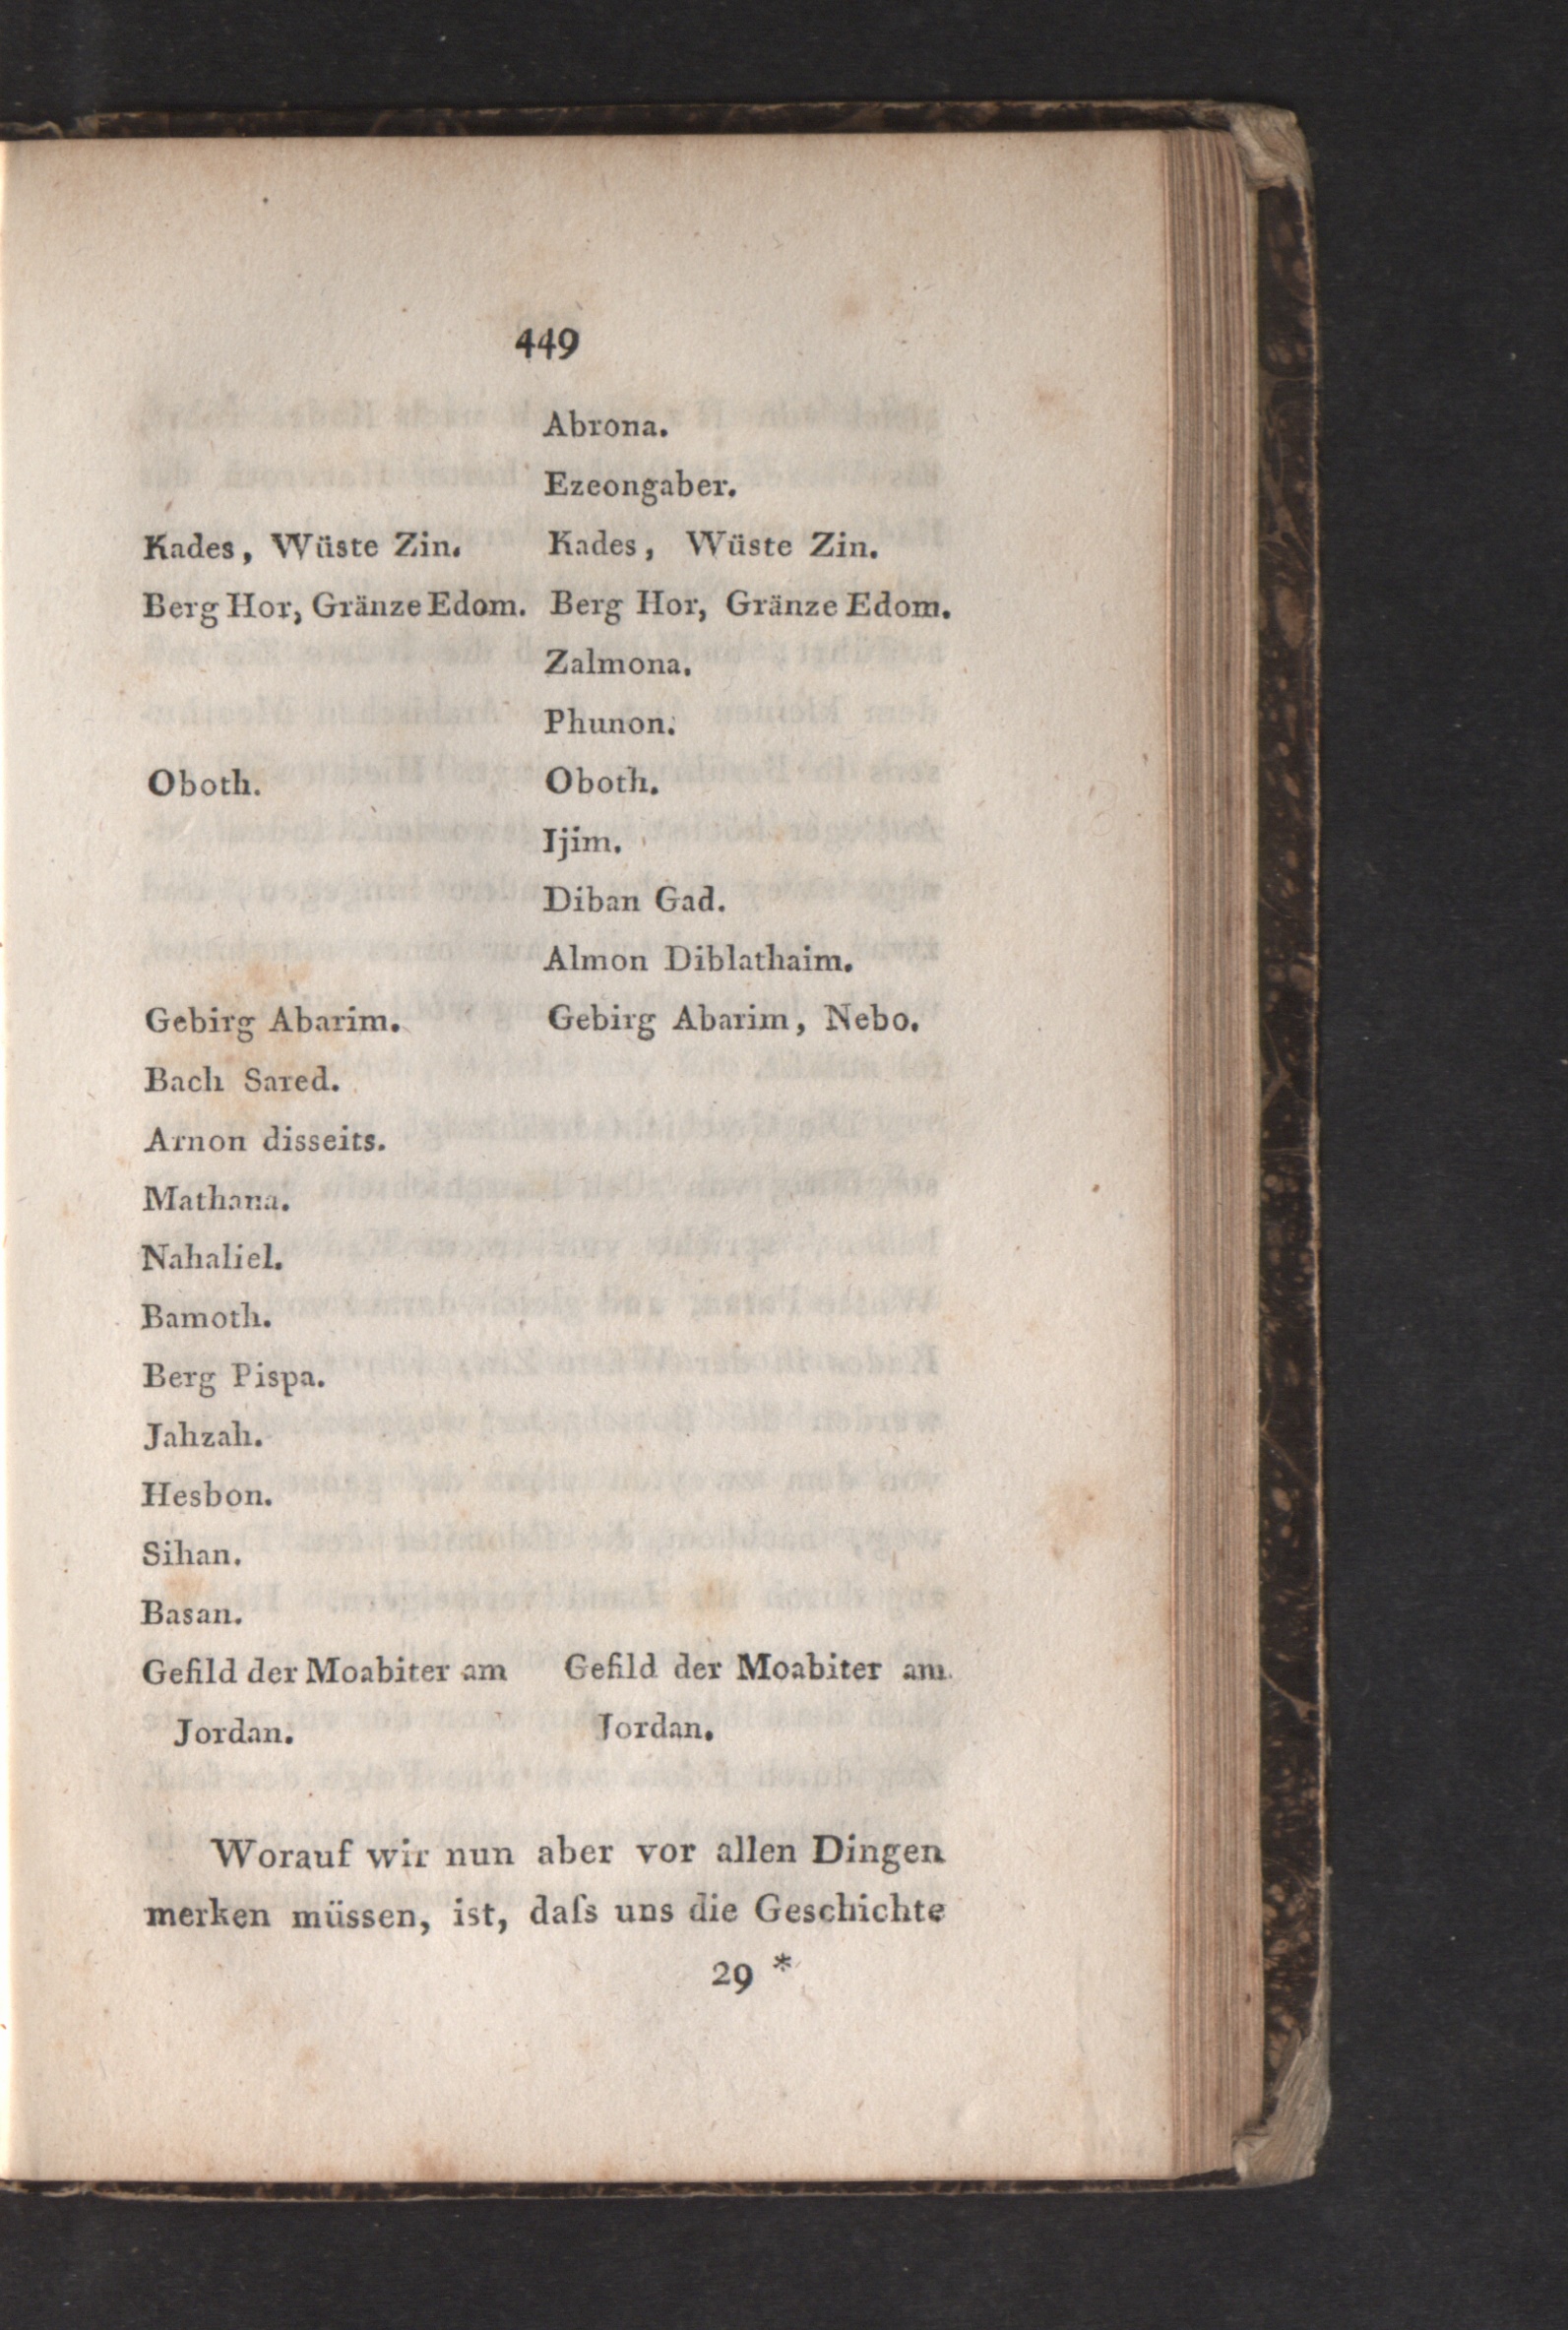 449
Abrona.
Ezeongaber.
Kades, Wüste Zin. Kades, Wüste Zin.
Berg Hor, Gränze Edom. Berg Hor, Gränze Edom.
Zalmona.
Phunon.
Oboth. Oboth.
Ijim.
Diban Gad.
Almon Diblathaim.
Gebirg Abarim. Gebirg Abarim, Nebo.
Bach Sared.
Arnon disseits.
Mathana.
Nahaliel.
Bamoth.
Berg Pispa.
Jahzah.
Hesbon.
Sihan.
Basan.
Gefild der Moabiter am Gefild der Moabiter am
Jordan. Jordan.
Worauf wir nun aber vor allen Dingen
merken müssen, ist, daſs uns die Geschichte
29 *